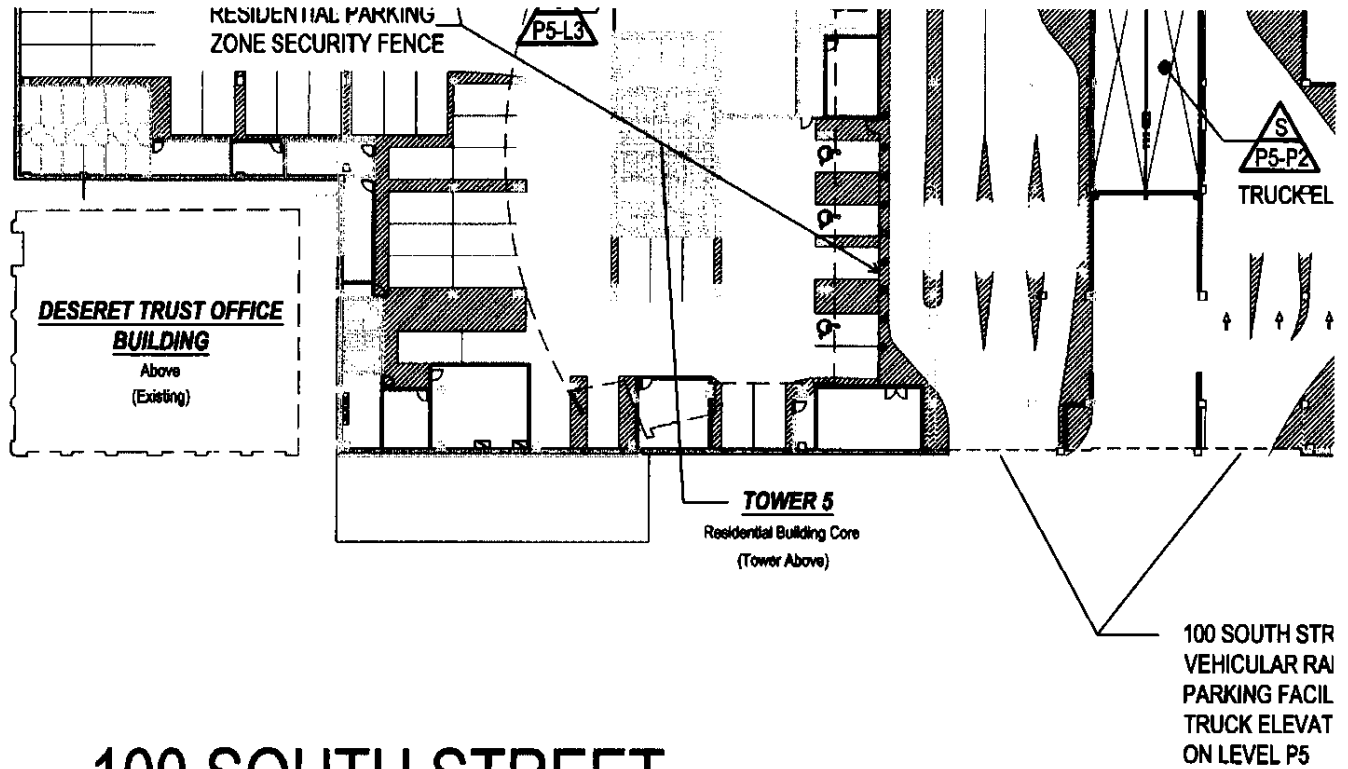 RESIDENTIAL PARKING
ZONE SECURITY FENCE
P5-L3
S
P5-P2
TRUCK EL
DESERET TRUST OFFICE
BUILDING
Above
(Existing)
TOWER 5
Residential Building Core
(Tower Above)
100 SOUTH STR
VEHICULAR RA
PARKING FACIL
TRUCK ELEVAT
ON LEVEL P5
100 SOUTH STREET